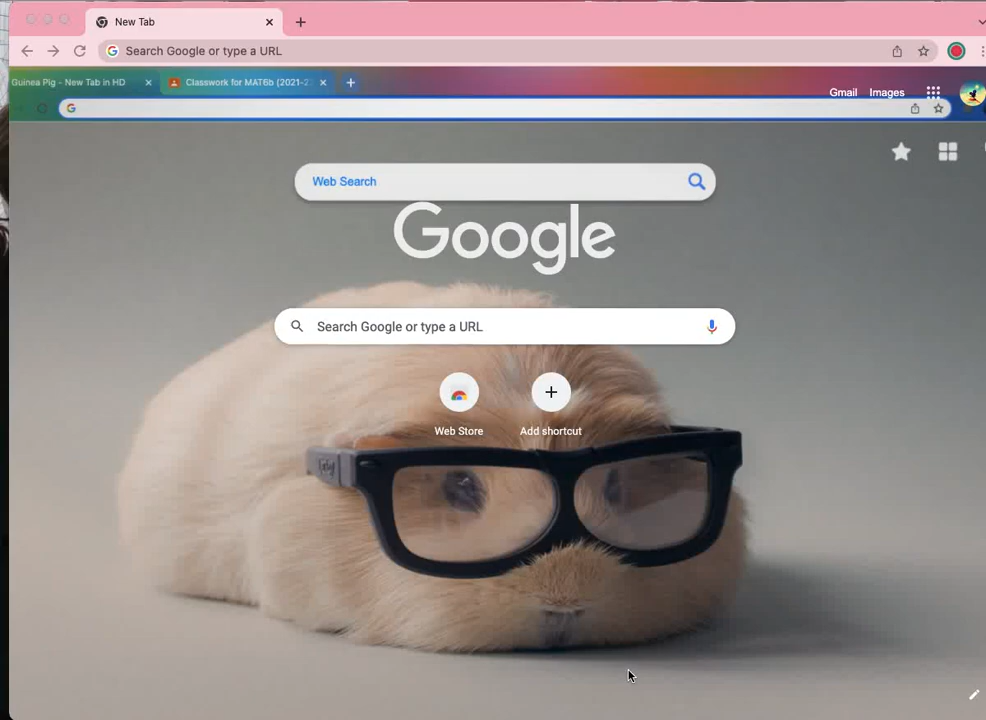 New Tab
Search Google or type a URL
Guinea Pig - New Tab in HD
Classwork for MAT6b (2021-2
Gmail
Images
Web Search
Google
Search Google or type a URL
Web Store
Add shortcut